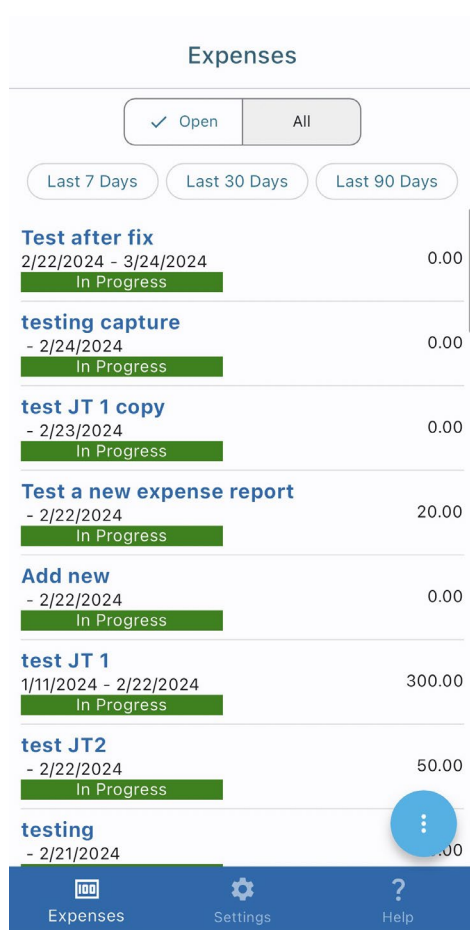 Expenses
Open All
Last 7 Days Last 30 Days Last 90 Days
Test after fix
2/22/2024 - 3/24/2024 0.00
In Progress
testing capture
- 2/24/2024 0.00
In Progress
test JT 1 copy
- 2/23/2024 0.00
In Progress
Test a new expense report
- 2/22/2024 20.00
In Progress
Add new
- 2/22/2024 0.00
In Progress
test JT 1
1/11/2024 - 2/22/2024 300.00
In Progress
test JT2
- 2/22/2024 50.00
In Progress
testing
- 2/21/2024
Expenses Settings Help